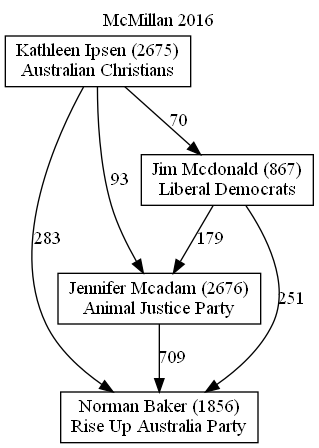 McMillan 2016
Kathleen Ipsen (2675)
Australian Christians
70
Jim Mcdonald (867)
Liberal Democrats
93
283
179
251
Jennifer Mcadam (2676)
Animal Justice Party
709
Norman Baker (1856)
Rise Up Australia Party